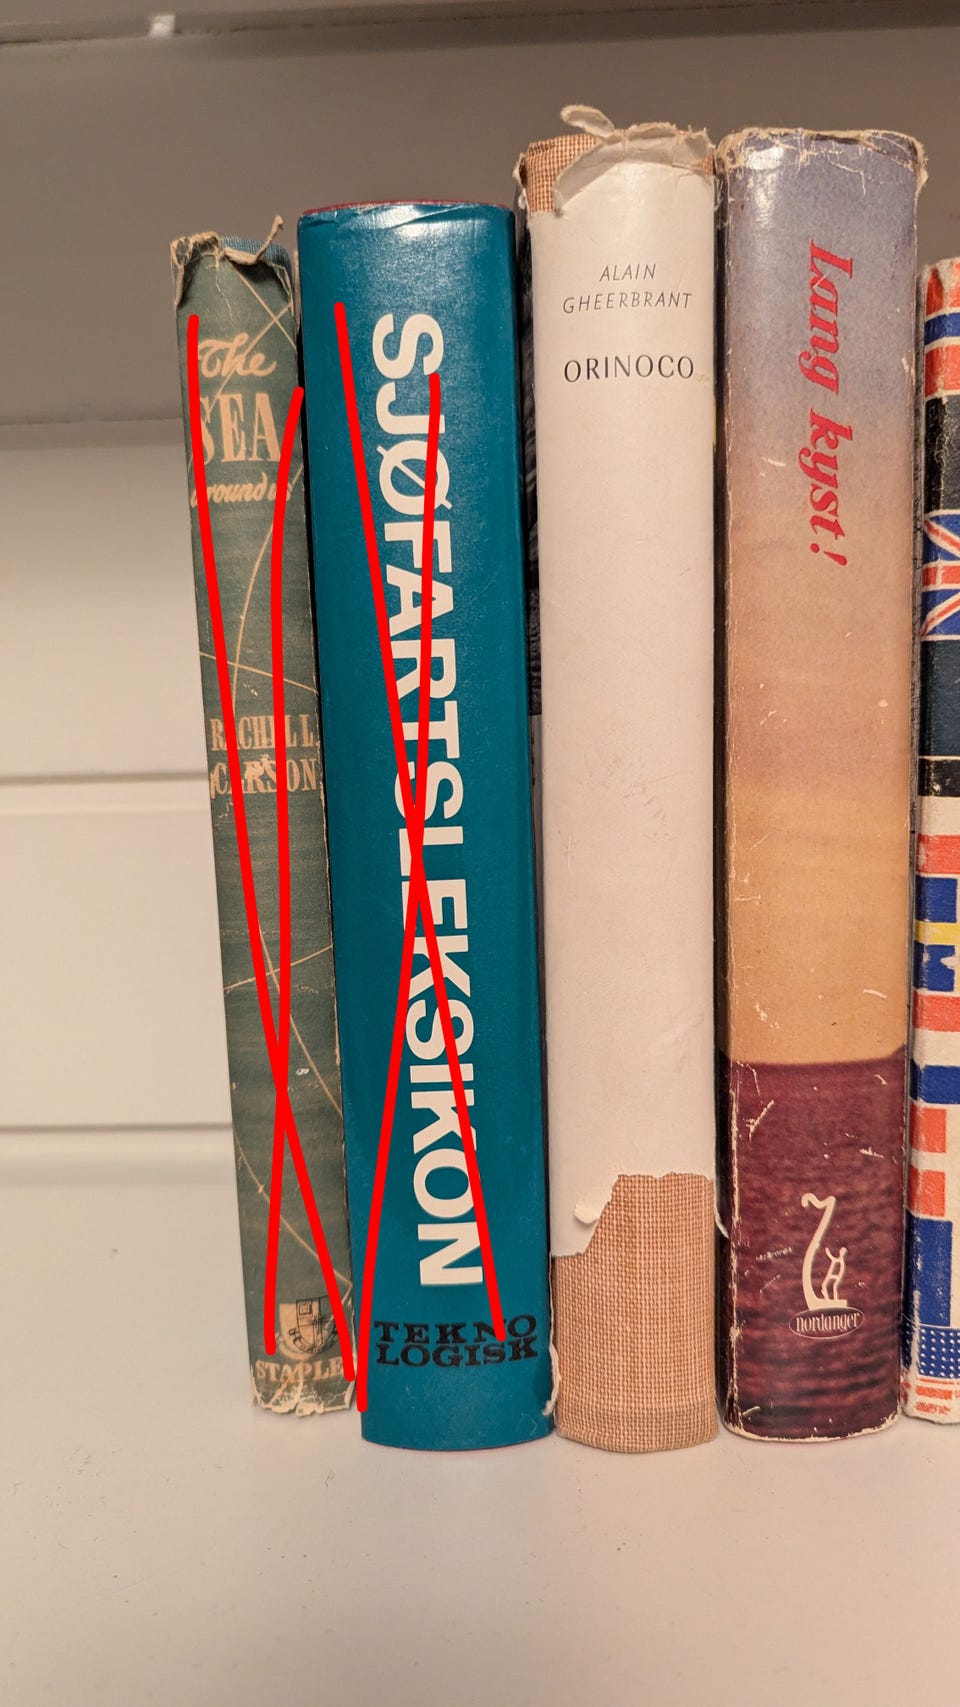 The
SEA
around us
RACHEL L.
CARSON
STAPLES
SJØFARTSLEKSIKON
TEKNO
LOGISK
ALAIN
GHEERBRANT
ORINOCO
Lang kyst!
nordanger